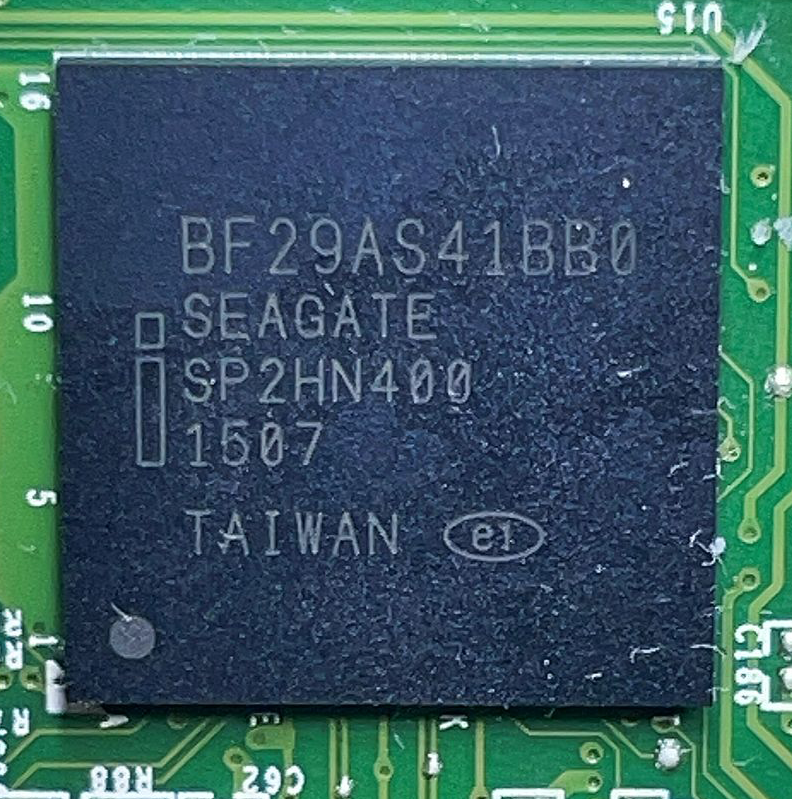 U15
16
BF29AS41BB0
10
SEAGATE
SP2HN400
1507
5
TAIWAN e1
1
C186
A
E
K
R88
C62